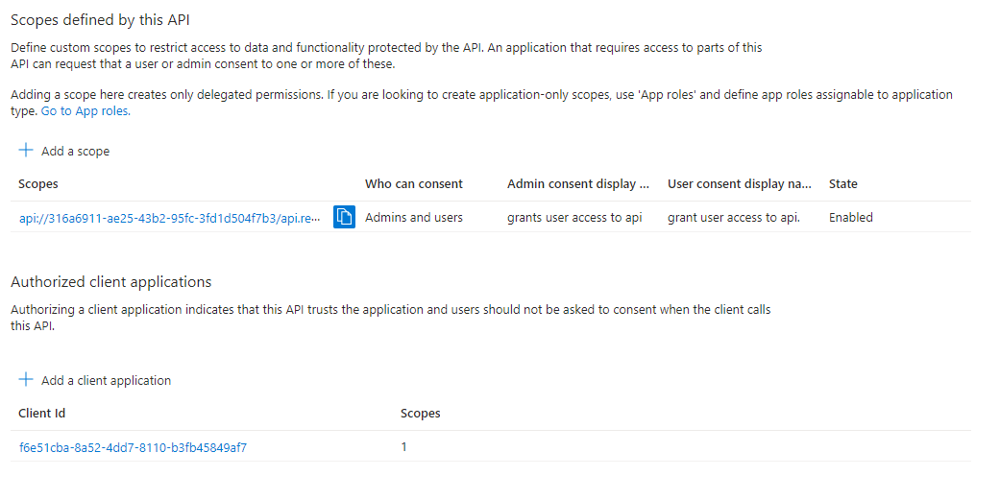 Scopes defined by this API
Define custom scopes to restrict access to data and functionality protected by the API. An application that requires access to parts of this
API can request that a user or admin consent to one or more of these.
Adding a scope here creates only delegated permissions. If you are looking to create application-only scopes, use 'App roles' and define app roles assignable to application
type. Go to App roles.
Add a scope
Scopes Who can consent Admin consent display ... User consent display na... State
api://316a6911-ae25-43b2-95fc-3fd1d504f7b3/api.re... Admins and users grants user access to api grant user access to api. Enabled
Authorized client applications
Authorizing a client application indicates that this API trusts the application and users should not be asked to consent when the client calls
this API.
Add a client application
Client Id Scopes
f6e51cba-8a52-4dd7-8110-b3fb45849af7 1